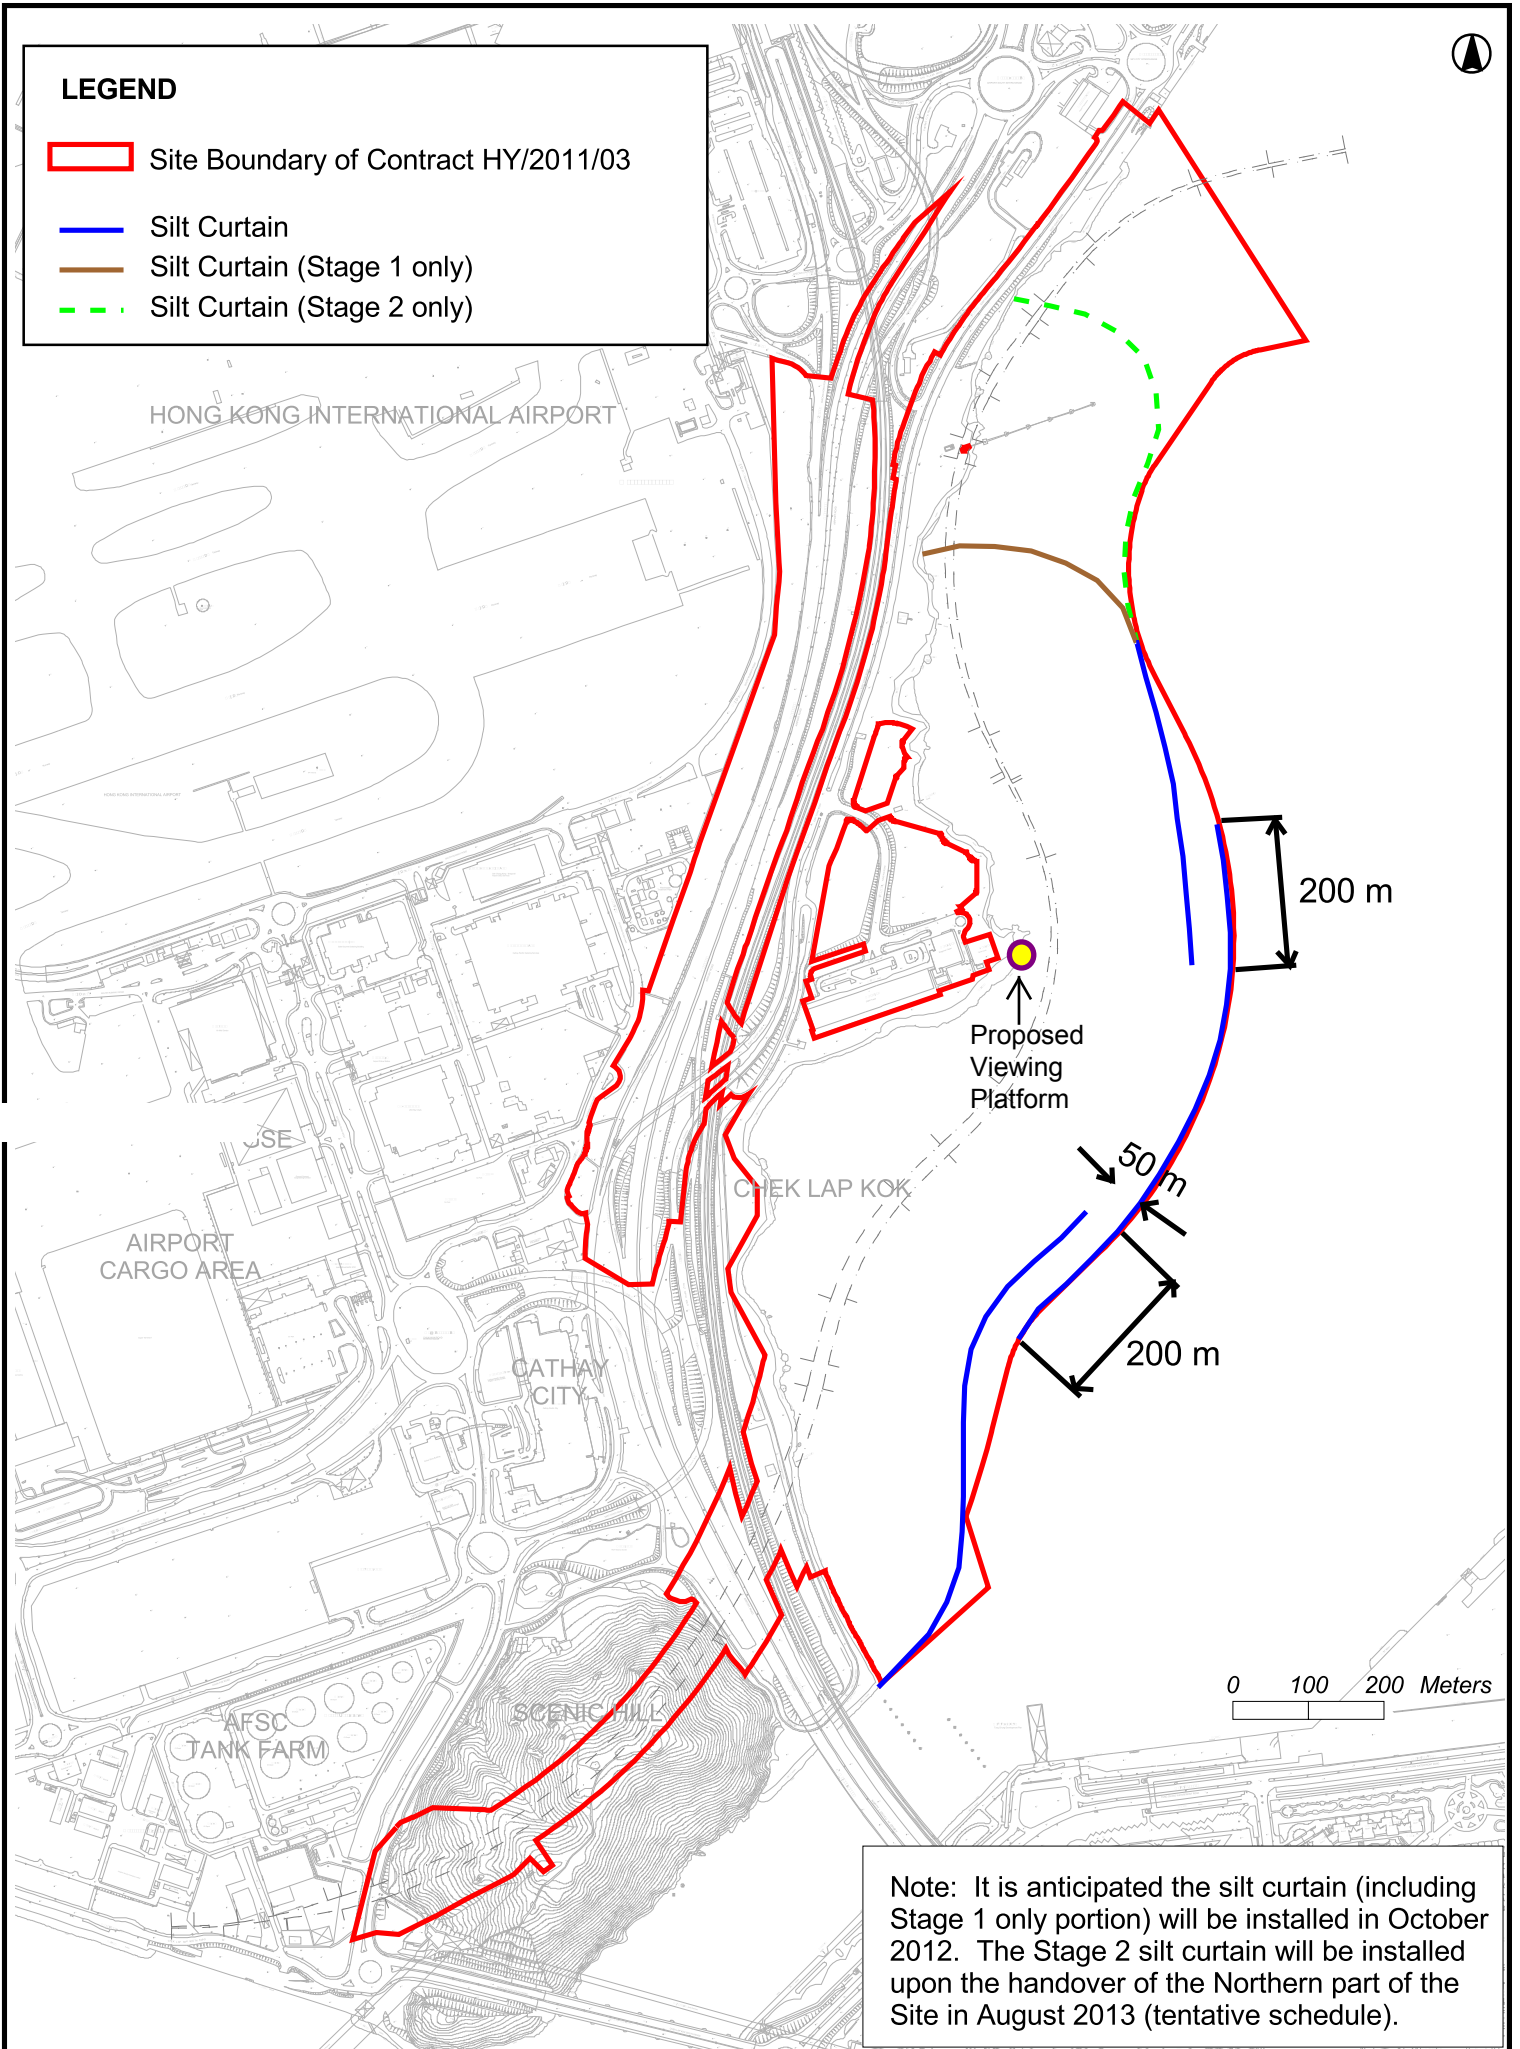 LEGEND
Site Boundary of Contract HY/2011/03
Silt Curtain
Silt Curtain (Stage 1 only)
Silt Curtain (Stage 2 only)
HONG KONG INTERNATIONAL AIRPORT
200 m
Proposed
Viewing
Platform
50 m
CHEK LAP KOK
AIRPORT
CARGO AREA
200 m
CATHAY
CITY
0 100 200 Meters
SCENIC HILL
AFSC
TANK FARM
Note: It is anticipated the silt curtain (including
Stage 1 only portion) will be installed in October
2012. The Stage 2 silt curtain will be installed
upon the handover of the Northern part of the
Site in August 2013 (tentative schedule).